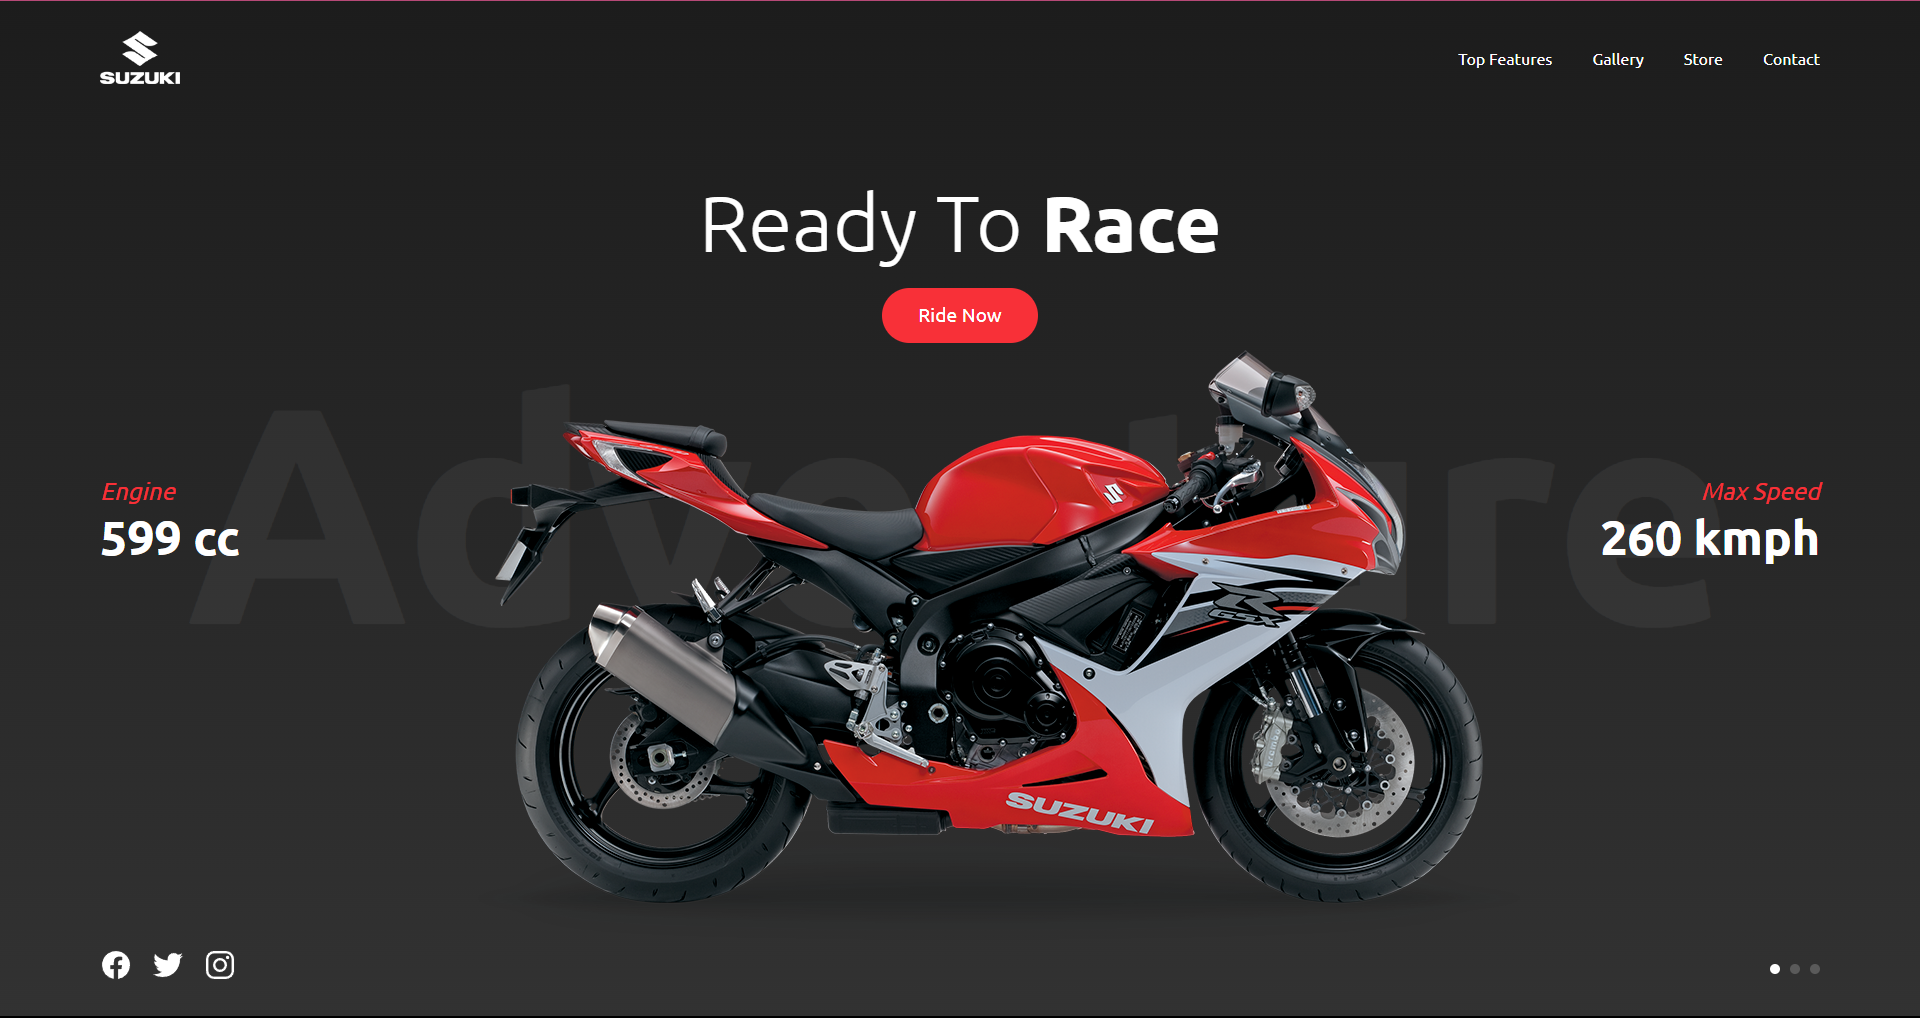 SUZUKI
Top Features
Gallery
Store
Contact
Ready To Race
Ride Now
Adventure
Engine
599 cc
Max Speed
260 kmph
R
GSX
SUZUKI